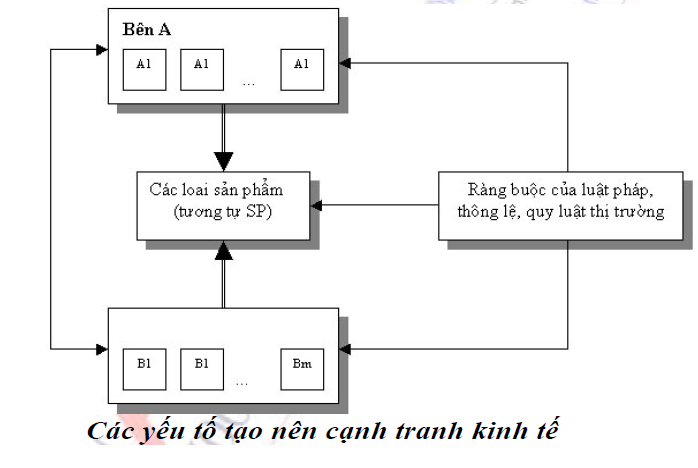 Bên A
A1 A1 ... A1
Các loai sản phẩm
(tương tự SP)
Ràng buộc của luật pháp,
thông lệ, quy luật thị trường
B1 B1 ... Bm
Các yếu tố tạo nên cạnh tranh kinh tế